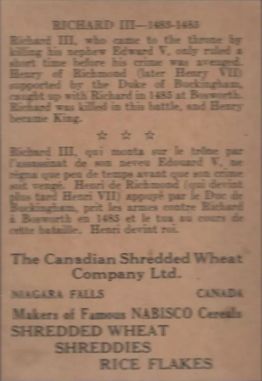 RICHARD III—1483-1485
Richard III, who came to the throne by
killing his nephew Edward V, only ruled a
short time before his crime was avenged.
Henry of Richmond (later Henry VII)
supported by the Duke of Buckingham,
caught up with Richard in 1485 at Bosworth.
Richard was killed in this battle, and Henry
became King.
☆ ☆ ☆
Richard III, qui monta sur le trône par
l'assassinat de son neveu Edouard V, ne
régna que peu de temps avant que son crime
soit vengé. Henri de Richmond (qui devint
plus tard Henri VII) appuyé par le Duc de
Buckingham, prit les armes contre Richard
à Bosworth en 1485 et le tua au cours de
cette bataille. Henri devint roi.
The Canadian Shredded Wheat
Company Ltd.
NIAGARA FALLS CANADA
Makers of Famous NABISCO Cereals
SHREDDED WHEAT
SHREDDIES
RICE FLAKES